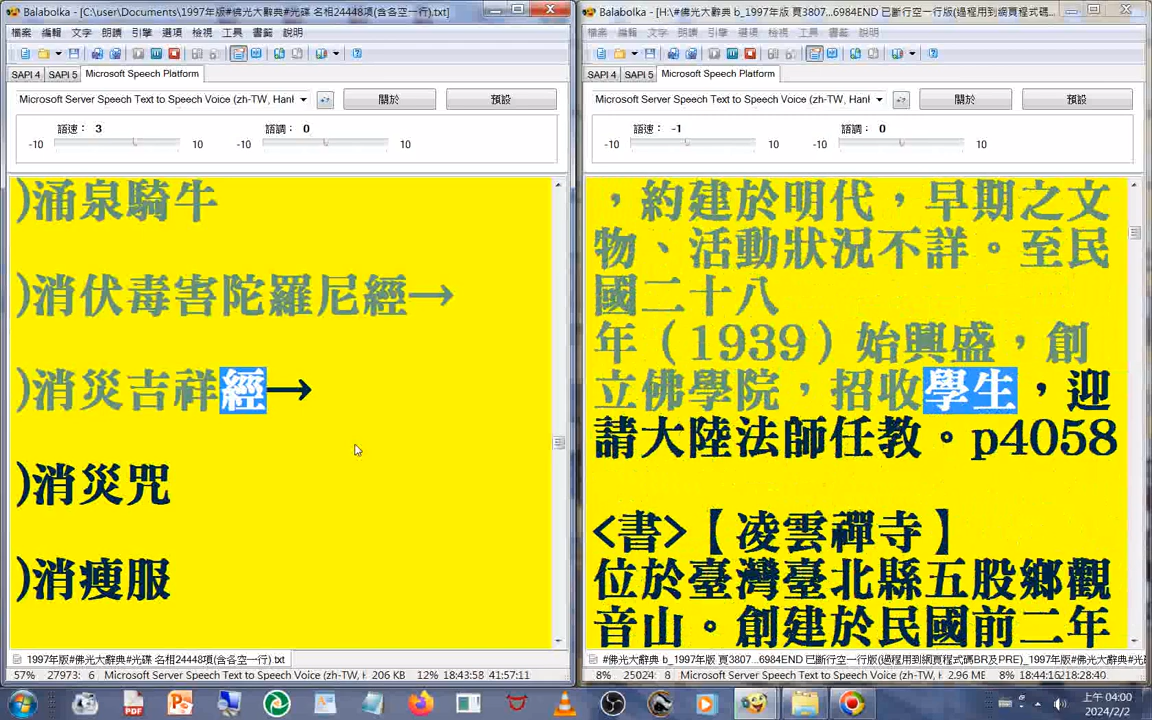 Balabolka - [C:\user\Documents\1997年版#佛光大辭典#光碟 名相24448項(含各空一行).txt]
檔案 編輯 文字 朗讀 引擎 選項 檢視 工具 書籤 說明
SAPI 4 SAPI 5 Microsoft Speech Platform
Microsoft Server Speech Text to Speech Voice (zh-TW, HanH
關於
預設
語速： 3
語調： 0
-10 10 -10 10
)涌泉騎牛
)消伏毒害陀羅尼經→
)消災吉祥經→
)消災咒
)消瘦服
1997年版#佛光大辭典#光碟 名相24448項(含各空一行).txt
57% 27973: 6 Microsoft Server Speech Text to Speech Voice (zh-TW, H 206 KB 12% 18:43:58 41:57:11
Balabolka - [H:\#佛光大辭典 b_1997年版 頁3807...6984END 已斷行空一行版(過程用到網頁程式碼
檔案 編輯 文字 朗讀 引擎 選項 檢視 工具 書籤 說明
SAPI 4 SAPI 5 Microsoft Speech Platform
Microsoft Server Speech Text to Speech Voice (zh-TW, HanH
關於
預設
語速： -1
語調： 0
-10 10 -10 10
，約建於明代，早期之文
物、活動狀況不詳。至民
國二十八
年（1939）始興盛，創
立佛學院，招收學生，迎
請大陸法師任教。p4058
<書>【凌雲禪寺】
位於臺灣臺北縣五股鄉觀
音山。創建於民國前二年
#佛光大辭典 b_1997年版 頁3807...6984END 已斷行空一行版(過程用到網頁程式碼BR及PRE)_1997年版#佛光
8% 25024: 8 Microsoft Server Speech Text to Speech Voice (zh-TW, H 2.96 ME 8% 18:44:16 218:28:40
上午 04:00
2024/2/2